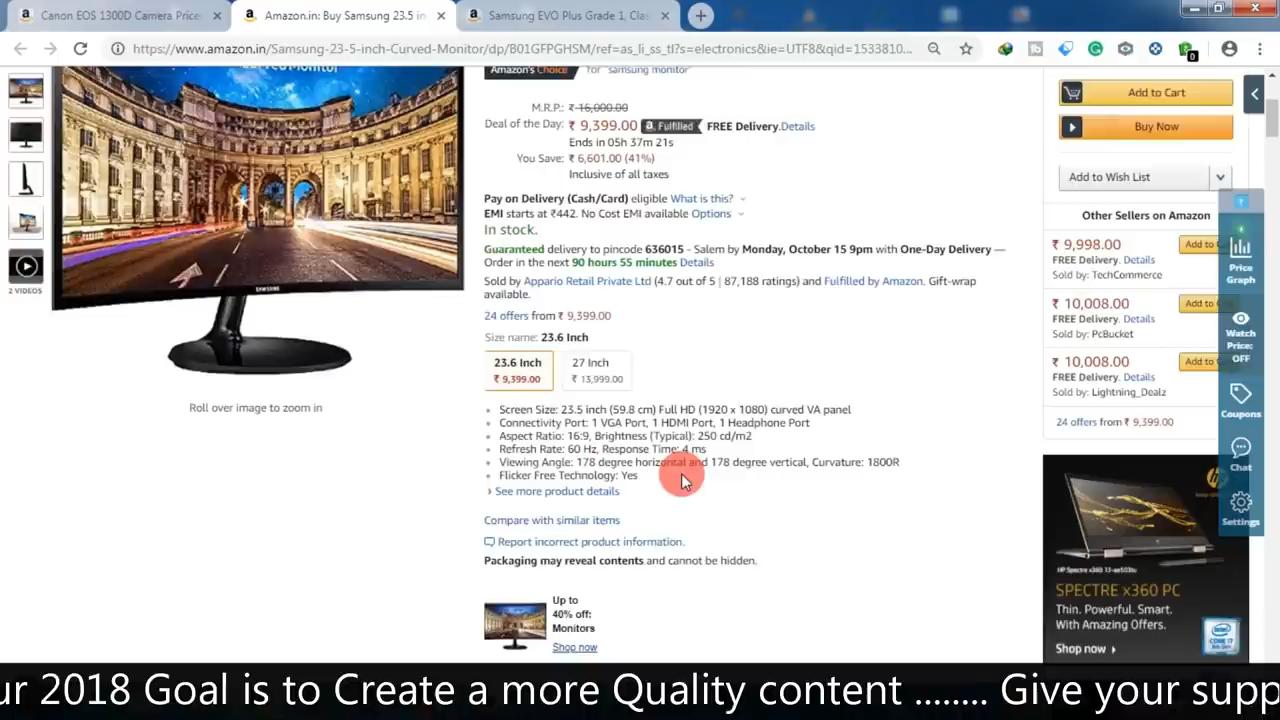 Canon EOS 1300D Camera Price:
Amazon.in: Buy Samsung 23.5 in
Samsung EVO Plus Grade 1, Clas
https://www.amazon.in/Samsung-23-5-inch-Curved-Monitor/dp/B01GFPGHSM/ref=as_li_ss_tl?s=electronics&ie=UTF8&qid=1533810...
0
2 VIDEOS
SAMSUNG
Roll over image to zoom in
Amazon's Choice for "samsung monitor"
M.R.P.: ₹ 16,000.00
Deal of the Day: ₹ 9,399.00 Fulfilled FREE Delivery. Details
Ends in 05h 37m 21s
You Save: ₹ 6,601.00 (41%)
Inclusive of all taxes
Pay on Delivery (Cash/Card) eligible What is this?
EMI starts at ₹442. No Cost EMI available Options
In stock.
Guaranteed delivery to pincode 636015 - Salem by Monday, October 15 9pm with One-Day Delivery —
Order in the next 90 hours 55 minutes Details
Sold by Appario Retail Private Ltd (4.7 out of 5 | 87,188 ratings) and Fulfilled by Amazon. Gift-wrap
available.
24 offers from ₹ 9,399.00
Size name: 23.6 Inch
23.6 Inch
₹ 9,399.00
27 Inch
₹ 13,999.00
Screen Size: 23.5 inch (59.8 cm) Full HD (1920 x 1080) curved VA panel
Connectivity Port: 1 VGA Port, 1 HDMI Port, 1 Headphone Port
Aspect Ratio: 16:9, Brightness (Typical): 250 cd/m2
Refresh Rate: 60 Hz, Response Time: 4 ms
Viewing Angle: 178 degree horizontal and 178 degree vertical, Curvature: 1800R
Flicker Free Technology: Yes
› See more product details
Compare with similar items
Report incorrect product information.
Packaging may reveal contents and cannot be hidden.
Up to
40% off:
Monitors
Shop now
Add to Cart
Buy Now
Add to Wish List
Other Sellers on Amazon
₹ 9,998.00
Add to C
FREE Delivery. Details
Sold by: TechCommerce
₹ 10,008.00
Add to C
FREE Delivery. Details
Sold by: PcBucket
₹ 10,008.00
Add to C
FREE Delivery. Details
Sold by: Lightning_Dealz
24 offers from ₹ 9,399.00
Price
Graph
Watch
Price:
OFF
Coupons
Chat
Settings
hp
SPECTRE x360 PC
Thin. Powerful. Smart.
With Amazing Offers.
Shop now
ur 2018 Goal is to Create a more Quality content ........ Give your supp